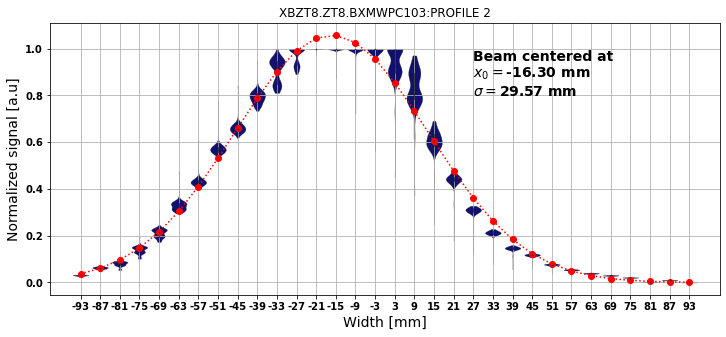 XBZT8.ZT8.BXMWPC103:PROFILE 2
Normalized signal [a.u]
1.0
0.8
0.6
0.4
0.2
0.0
Beam centered at
x₀ = -16.30 mm
σ = 29.57 mm
-93 -87 -81 -75 -69 -63 -57 -51 -45 -39 -33 -27 -21 -15 -9 -3 3 9 15 21 27 33 39 45 51 57 63 69 75 81 87 93
Width [mm]